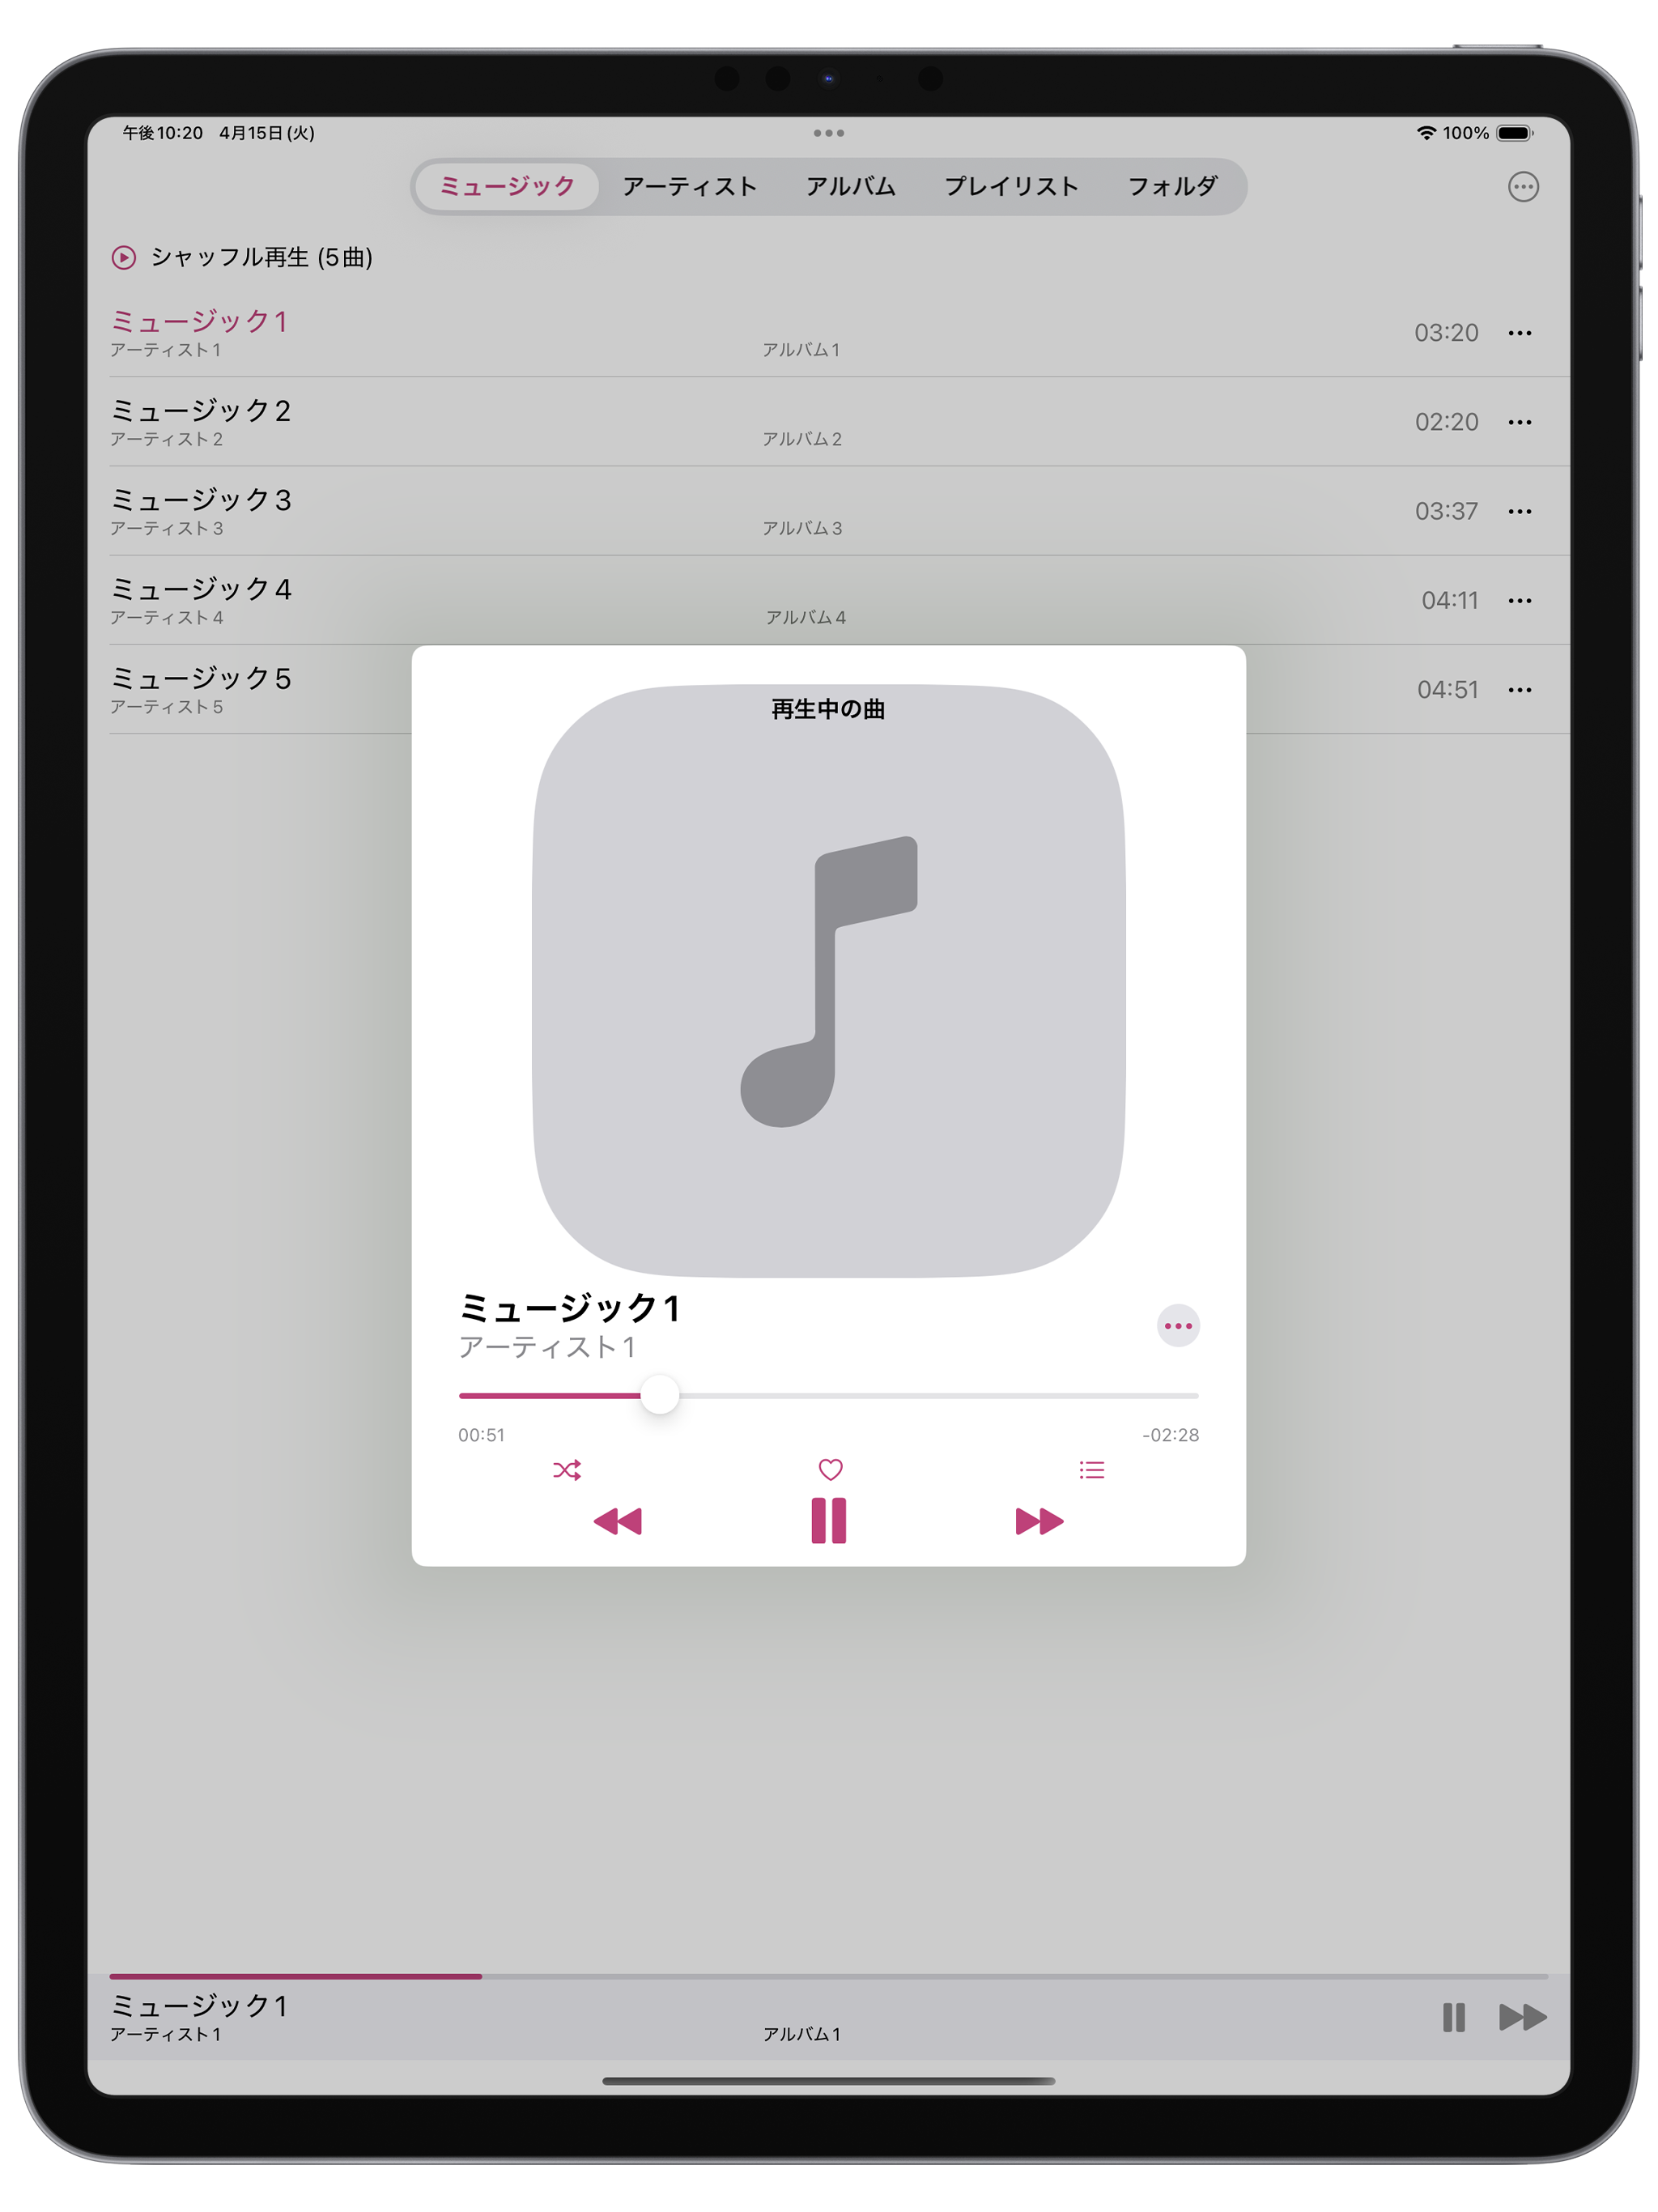 午後10:20 4月15日(火) 100%
ミュージック アーティスト アルバム プレイリスト フォルダ
シャッフル再生 (5曲)
ミュージック1
アーティスト1 アルバム1 03:20
ミュージック2
アーティスト2 アルバム2 02:20
ミュージック3
アーティスト3 アルバム3 03:37
ミュージック4
アーティスト4 アルバム4 04:11
ミュージック5
アーティスト5 04:51
再生中の曲
ミュージック1
アーティスト1
00:51 -02:28
ミュージック1
アーティスト1 アルバム1